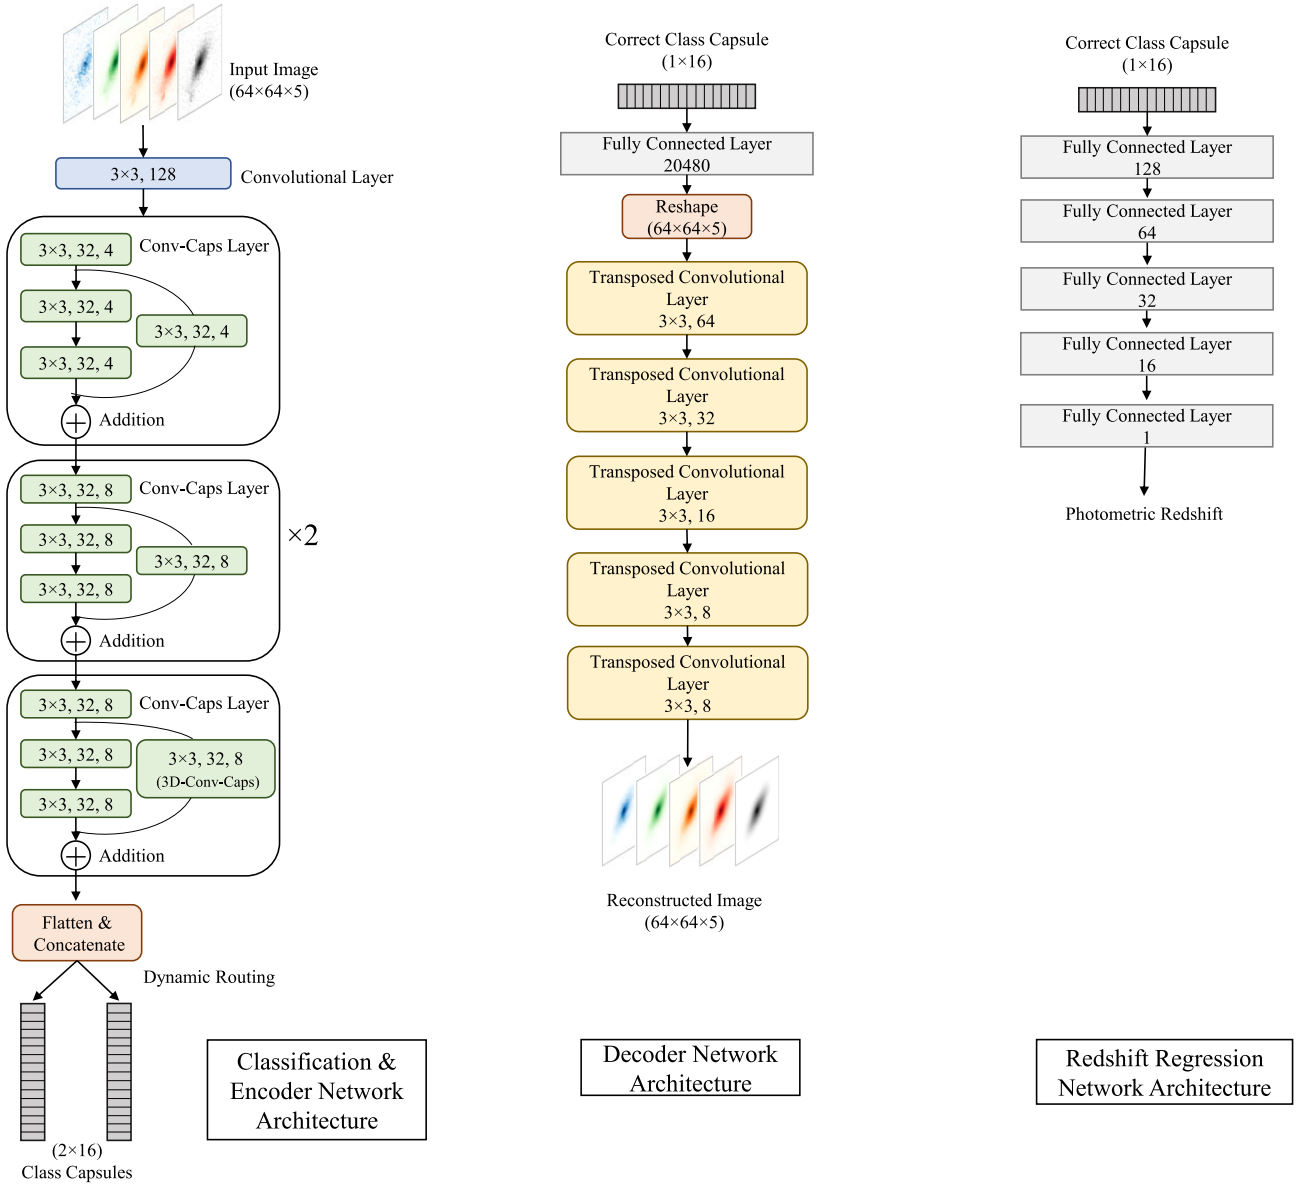 Input Image
(64×64×5)
3×3, 128
Convolutional Layer
Conv-Caps Layer
3×3, 32, 4
3×3, 32, 4
3×3, 32, 4
3×3, 32, 4
Addition
Conv-Caps Layer
3×3, 32, 8
3×3, 32, 8
3×3, 32, 8
3×3, 32, 8
Addition
×2
Conv-Caps Layer
3×3, 32, 8
3×3, 32, 8
3×3, 32, 8
(3D-Conv-Caps)
3×3, 32, 8
Addition
Flatten &
Concatenate
Dynamic Routing
(2×16)
Class Capsules
Classification &
Encoder Network
Architecture
Correct Class Capsule
(1×16)
Fully Connected Layer
20480
Reshape
(64×64×5)
Transposed Convolutional
Layer
3×3, 64
Transposed Convolutional
Layer
3×3, 32
Transposed Convolutional
Layer
3×3, 16
Transposed Convolutional
Layer
3×3, 8
Transposed Convolutional
Layer
3×3, 8
Reconstructed Image
(64×64×5)
Decoder Network
Architecture
Correct Class Capsule
(1×16)
Fully Connected Layer
128
Fully Connected Layer
64
Fully Connected Layer
32
Fully Connected Layer
16
Fully Connected Layer
1
Photometric Redshift
Redshift Regression
Network Architecture